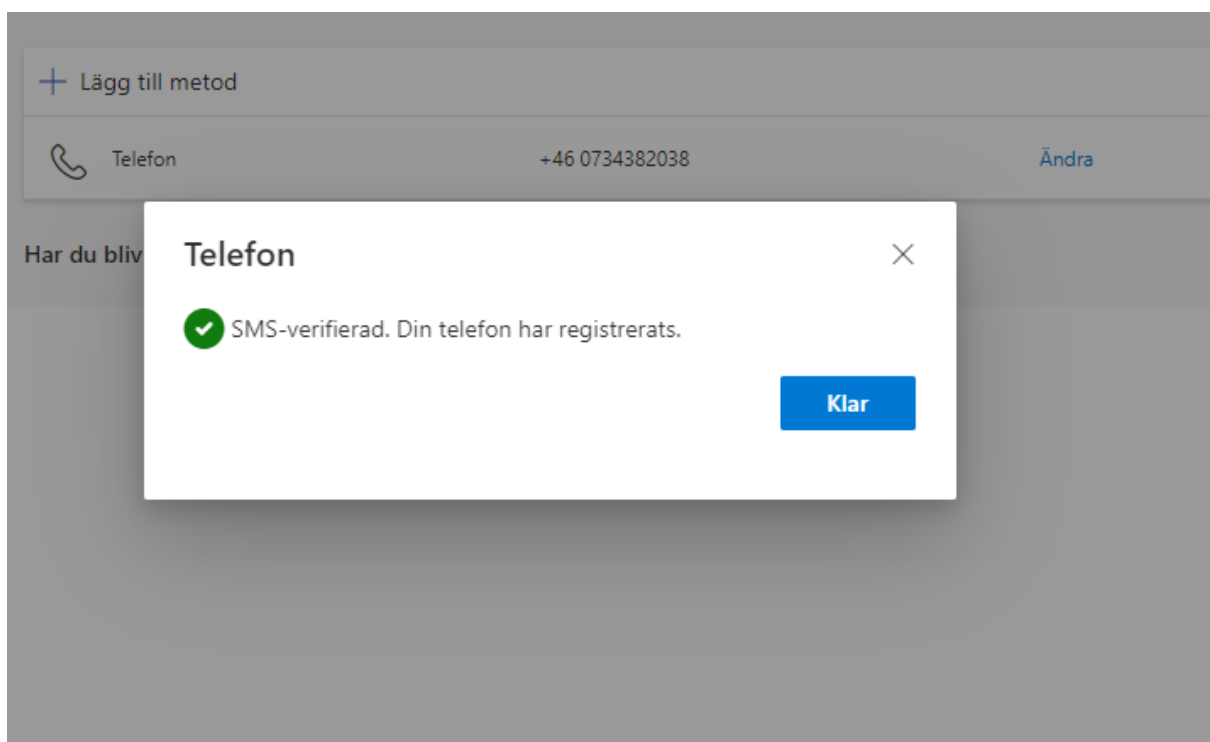 Lägg till metod
Telefon +46 0734382038 Ändra
Har du bliv
Telefon
SMS-verifierad. Din telefon har registrerats.
Klar